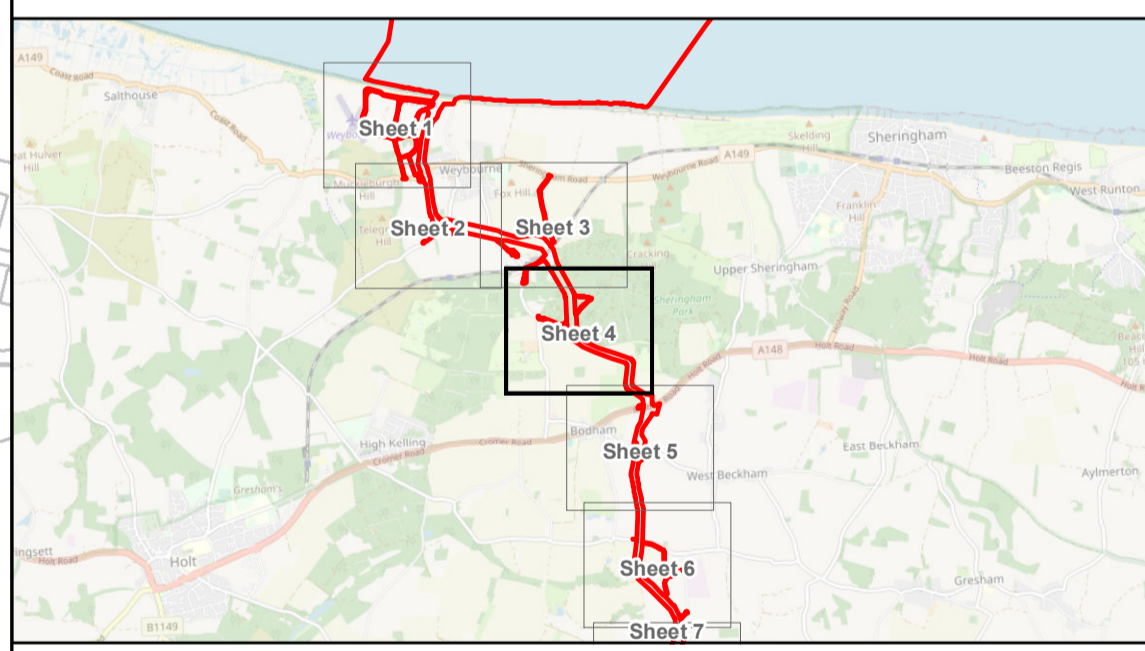 A149
Coast Road
Salthouse
Coast Road
Sheet 1
Weybourne
Muckleburgh
Hill
Sheringham Road
Weybourne Road
A149
Skelding
Hill
Sheringham
Beeston Regis
West Runton
Fox Hill
Franklin
Hill
Hill
Sheet 2
Sheet 3
Cracking
Upper Sheringham
Sheringham
Park
Sheet 4
Holt Road
A148
Holt Road
Holway Road
Holt Road
Bodham
High Kelling
Cromer Road
Cromer Road
Sheet 5
East Beckham
West Beckham
Aylmerton
Gresham's
Holt Road
Holt
Sheet 6
Gresham
B1149
Sheet 7